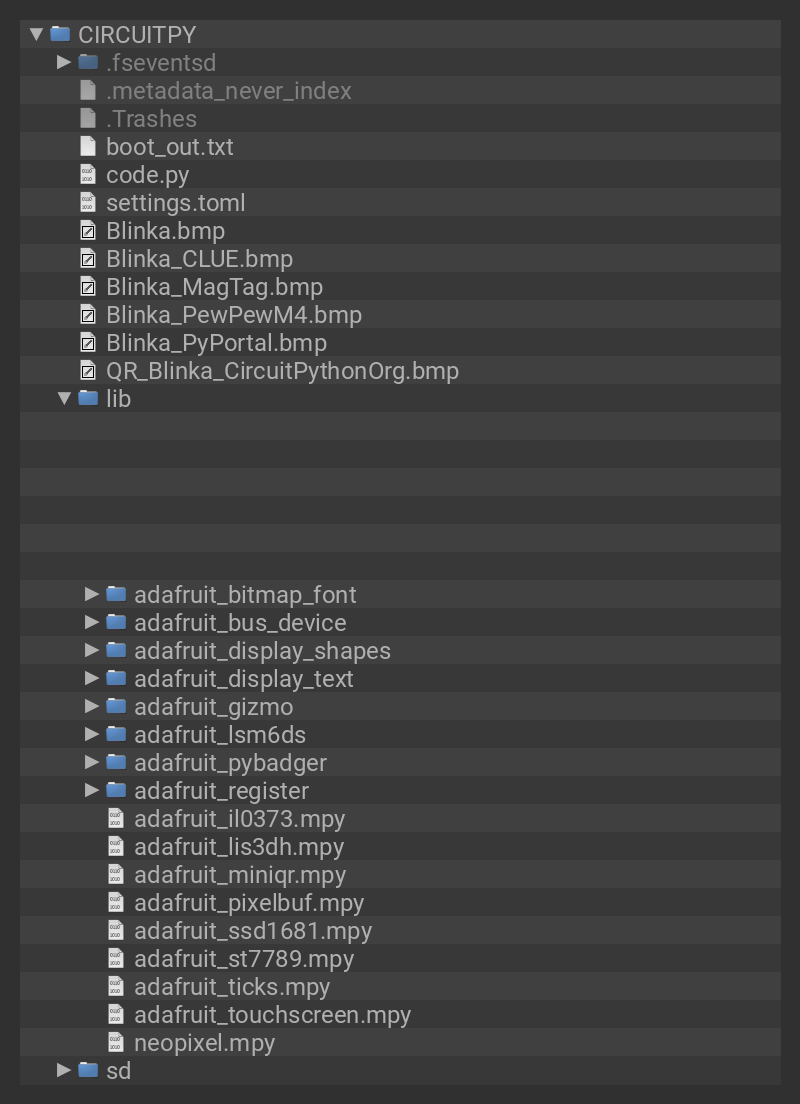 CIRCUITPY
.fseventsd
.metadata_never_index
.Trashes
boot_out.txt
code.py
settings.toml
Blinka.bmp
Blinka_CLUE.bmp
Blinka_MagTag.bmp
Blinka_PewPewM4.bmp
Blinka_PyPortal.bmp
QR_Blinka_CircuitPythonOrg.bmp
lib
adafruit_bitmap_font
adafruit_bus_device
adafruit_display_shapes
adafruit_display_text
adafruit_gizmo
adafruit_lsm6ds
adafruit_pybadger
adafruit_register
adafruit_il0373.mpy
adafruit_lis3dh.mpy
adafruit_miniqr.mpy
adafruit_pixelbuf.mpy
adafruit_ssd1681.mpy
adafruit_st7789.mpy
adafruit_ticks.mpy
adafruit_touchscreen.mpy
neopixel.mpy
sd